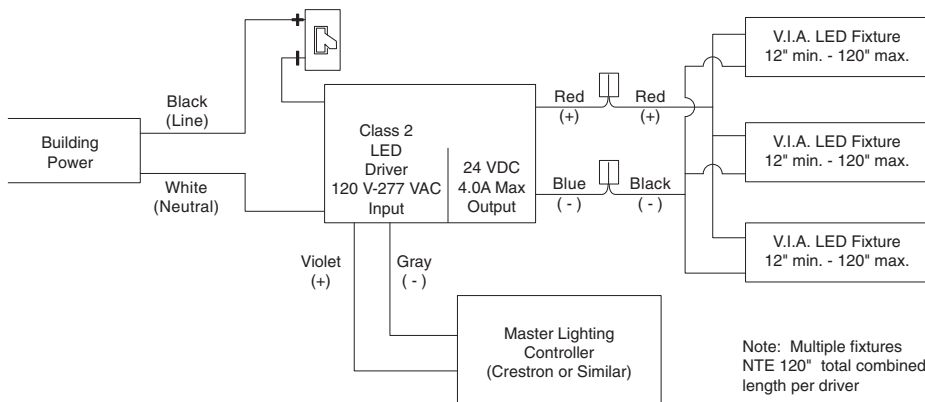 Black
(Line)
Building
Power
White
(Neutral)
Class 2
LED
Driver
120 V-277 VAC
Input
24 VDC
4.0A Max
Output
Red
(+)
Red
(+)
Blue
( - )
Black
( - )
V.I.A. LED Fixture
12" min. - 120" max.
V.I.A. LED Fixture
12" min. - 120" max.
V.I.A. LED Fixture
12" min. - 120" max.
Violet
(+)
Gray
( - )
Master Lighting
Controller
(Crestron or Similar)
Note: Multiple fixtures
NTE 120" total combined
length per driver